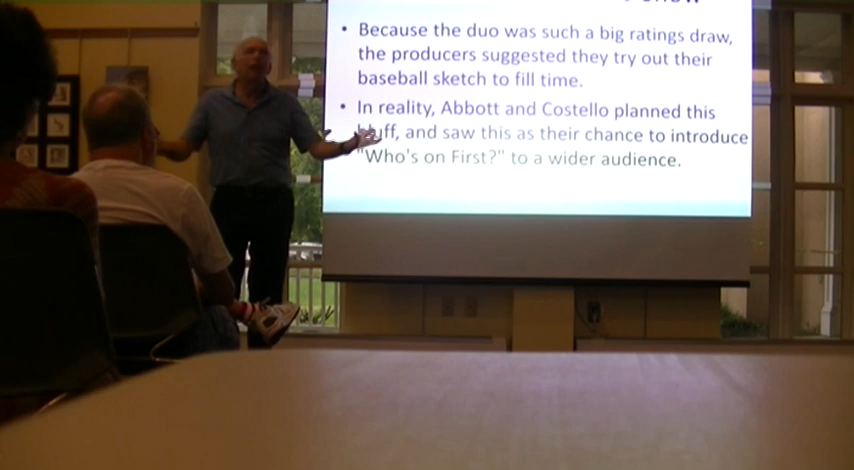 • Because the duo was such a big ratings draw,
the producers suggested they try out their
baseball sketch to fill time.
• In reality, Abbott and Costello planned this
bluff, and saw this as their chance to introduce
"Who's on First?" to a wider audience.